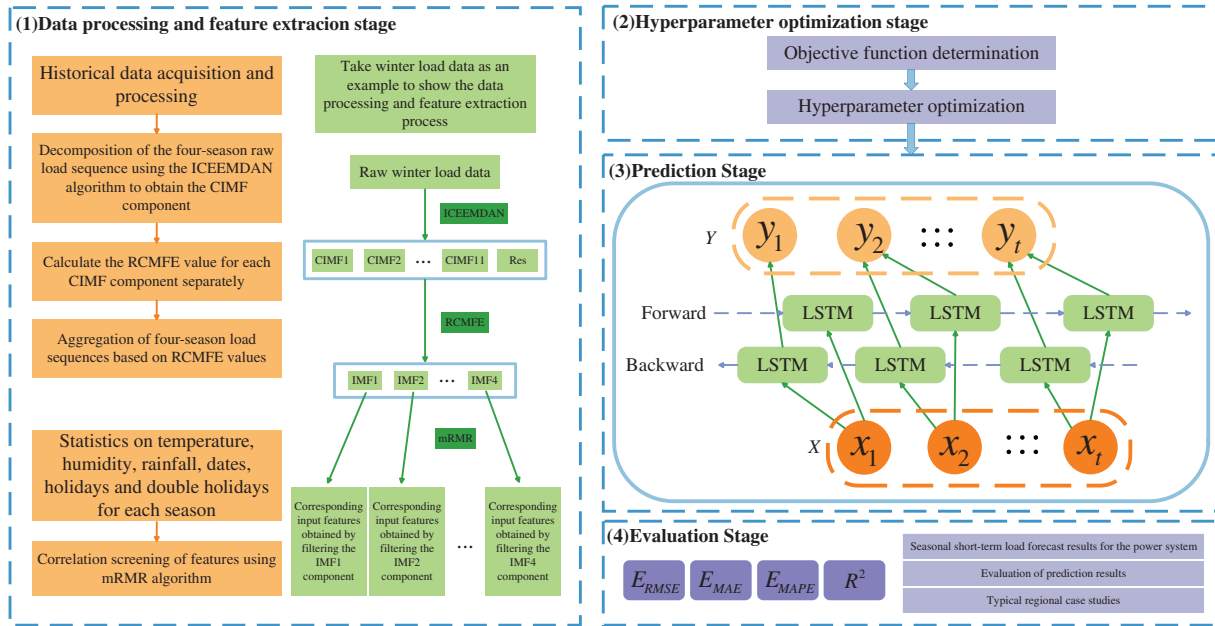 (1)Data processing and feature extracion stage
Historical data acquisition and
processing
Decomposition of the four-season raw
load sequence using the ICEEMDAN
algorithm to obtain the CIMF
component
Calculate the RCMFE value for each
CIMF component separately
Aggregation of four-season load
sequences based on RCMFE values
Statistics on temperature,
humidity, rainfall, dates,
holidays and double holidays
for each season
Correlation screening of features using
mRMR algorithm
Take winter load data as an
example to show the data
processing and feature extraction
process
Raw winter load data
ICEEMDAN
CIMF1 CIMF2 ... CIMF11 Res
RCMFE
IMF1 IMF2 ... IMF4
mRMR
Corresponding
input features
obtained by
filtering the
IMF1
component
Corresponding
input features
obtained by
filtering the
IMF2
component
...
Corresponding
input features
obtained by
filtering the
IMF4
component
(2)Hyperparameter optimization stage
Objective function determination
Hyperparameter optimization
(3)Prediction Stage
Y y1 y2 yt
Forward LSTM LSTM LSTM
Backward LSTM LSTM LSTM
X x1 x2 xt
(4)Evaluation Stage
E_RMSE E_MAE E_MAPE R²
Seasonal short-term load forecast results for the power system
Evaluation of prediction results
Typical regional case studies